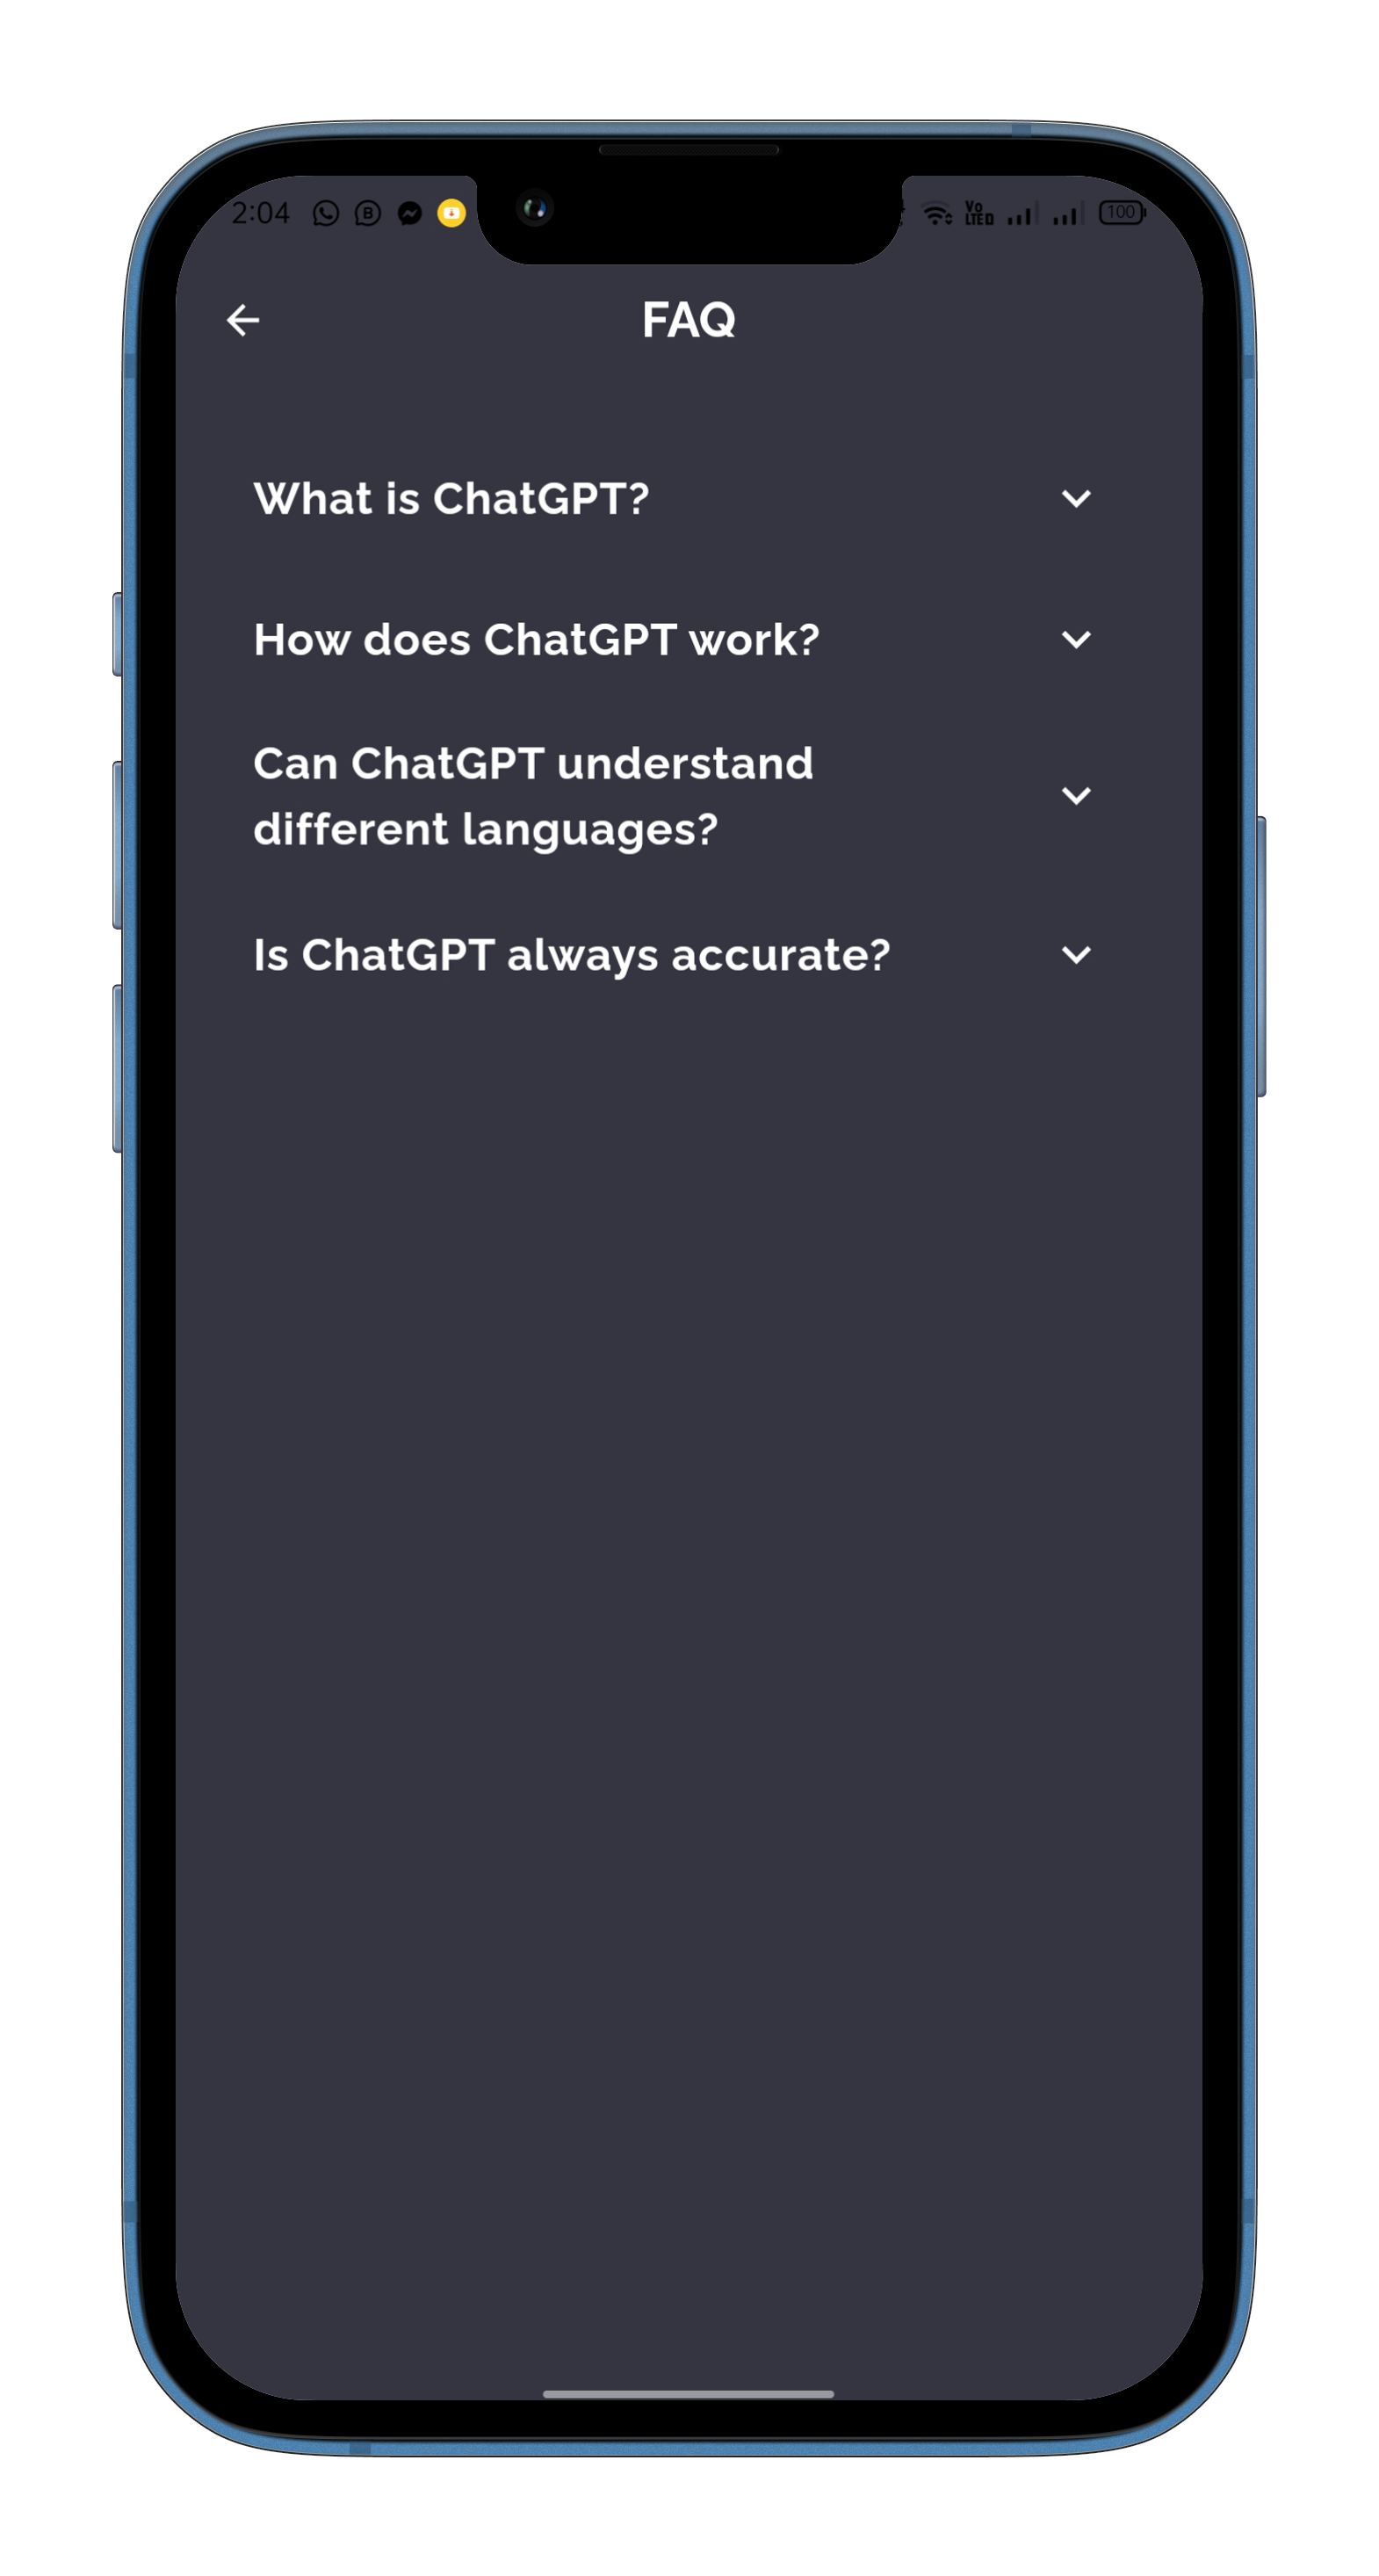 2:04 B Vo LTED 100
FAQ
What is ChatGPT?
How does ChatGPT work?
Can ChatGPT understand
different languages?
Is ChatGPT always accurate?